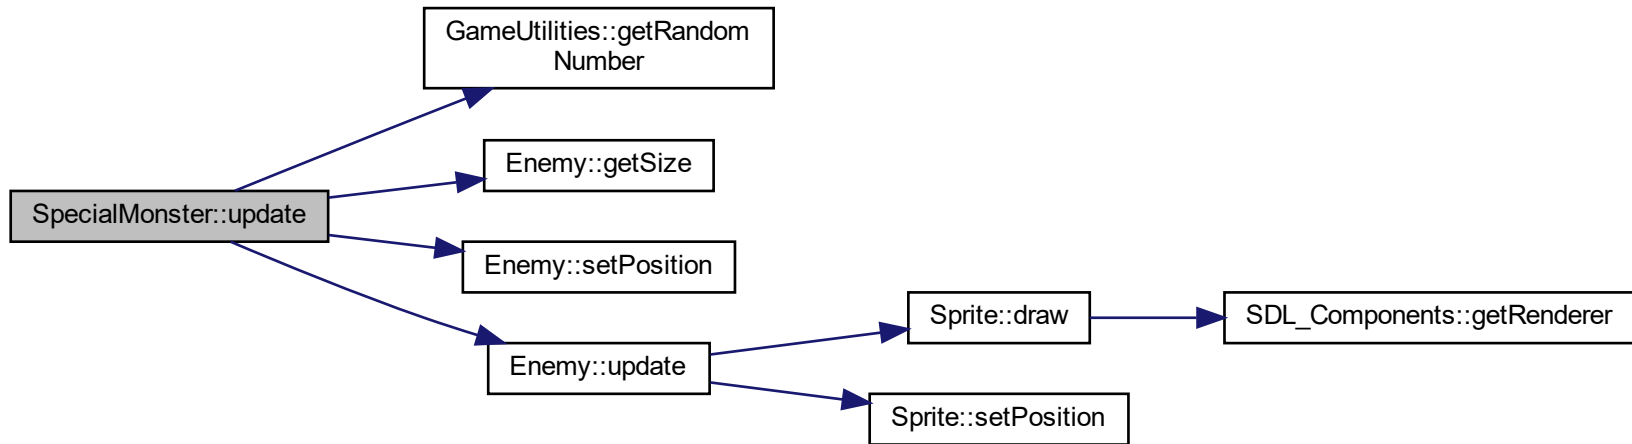 GameUtilities::getRandom
Number
Enemy::getSize
SpecialMonster::update
Enemy::setPosition
Sprite::draw
SDL_Components::getRenderer
Enemy::update
Sprite::setPosition